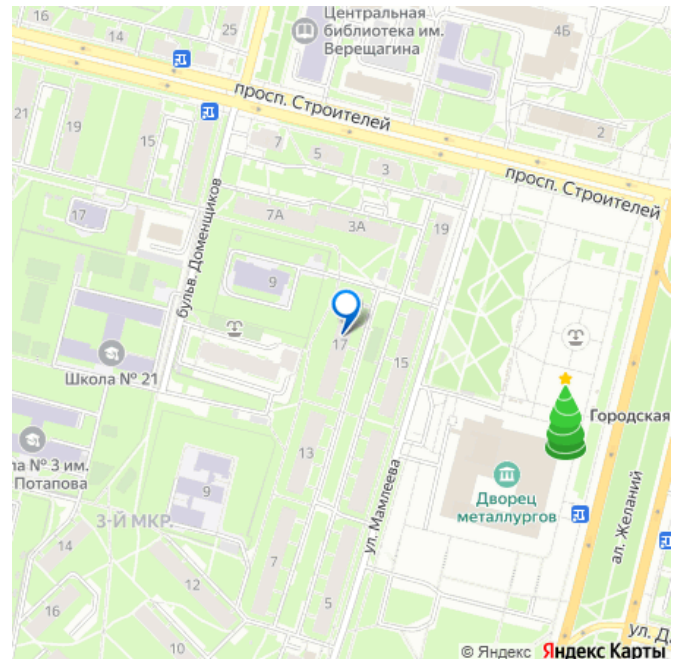 Центральная
библиотека им.
Верещагина
16
14
25
4Б
просп. Строителей
2
21
19
15
7
5
3
просп. Строителей
17
бульв. Доменщиков
7А
3А
19
9
17
15
Школа № 21
Городская
ла № 3 им.
Потапова
13
9
ул. Мамлеева
Дворец
металлургов
3-Й МКР.
ал. Желаний
14
12
7
5
16
10
ул. Д
© Яндекс Яндекс Карты